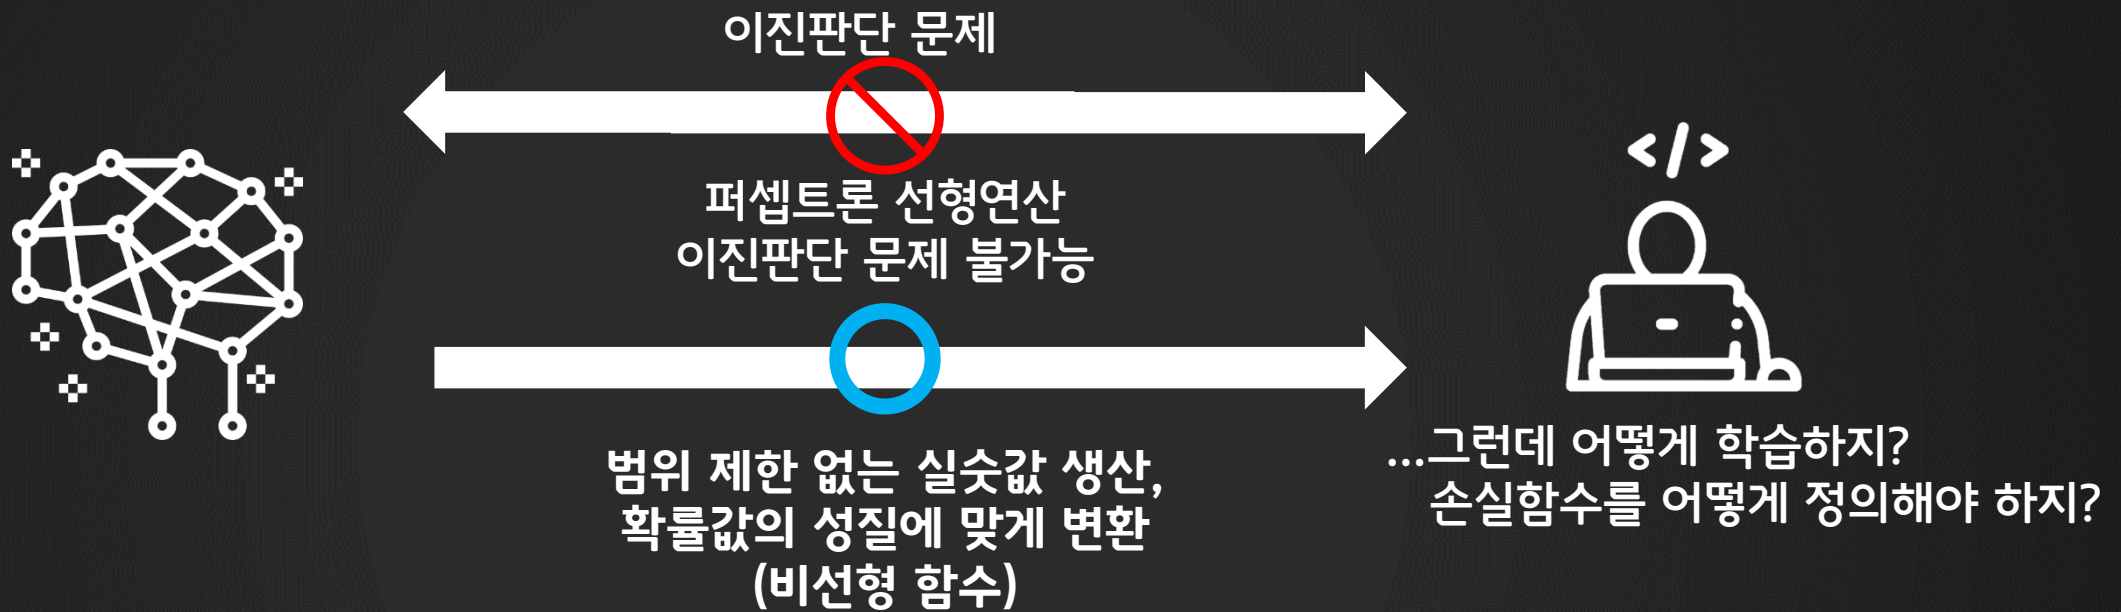 이진판단 문제
퍼셉트론 선형연산
이진판단 문제 불가능
</>
범위 제한 없는 실숫값 생산,
확률값의 성질에 맞게 변환
(비선형 함수)
...그런데 어떻게 학습하지?
손실함수를 어떻게 정의해야 하지?